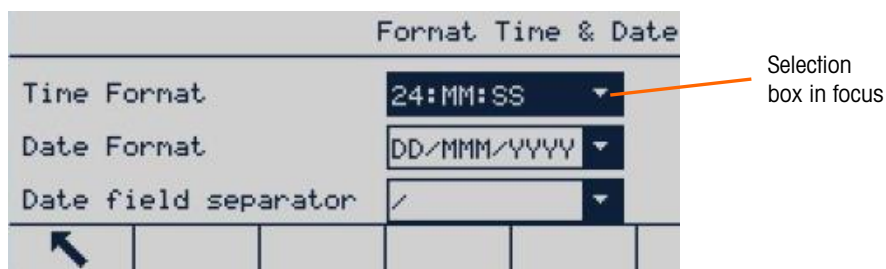 Format Time & Date
Time Format 24:MM:SS
Date Format DD/MMM/YYYY
Date field separator /
Selection
box in focus